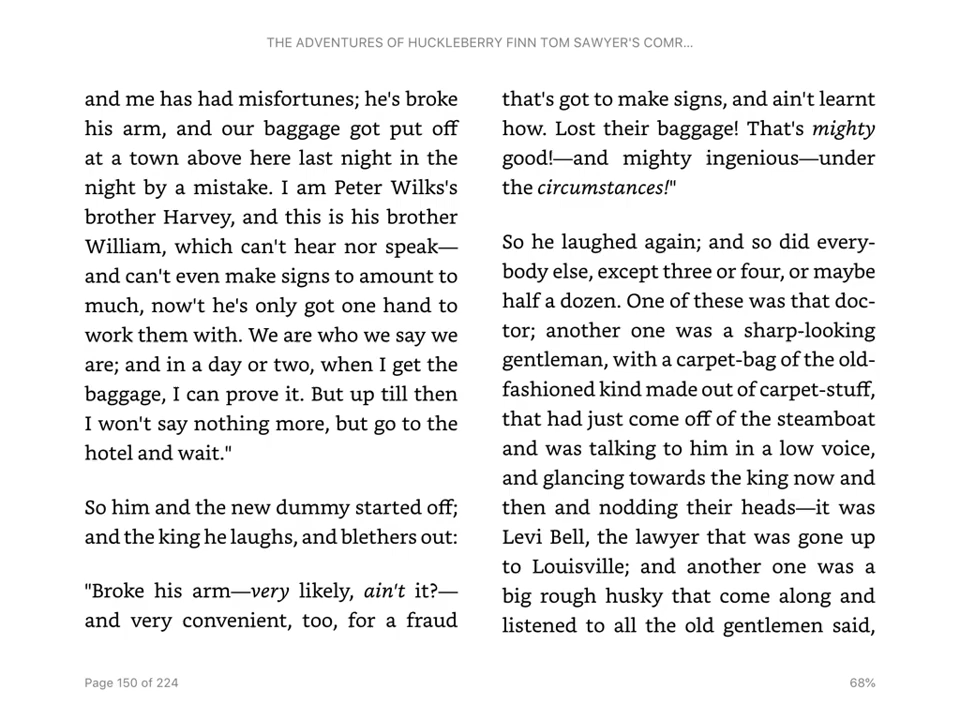 THE ADVENTURES OF HUCKLEBERRY FINN TOM SAWYER'S COMR...
and me has had misfortunes; he's broke
his arm, and our baggage got put off
at a town above here last night in the
night by a mistake. I am Peter Wilks's
brother Harvey, and this is his brother
William, which can't hear nor speak—
and can't even make signs to amount to
much, now't he's only got one hand to
work them with. We are who we say we
are; and in a day or two, when I get the
baggage, I can prove it. But up till then
I won't say nothing more, but go to the
hotel and wait."
So him and the new dummy started off;
and the king he laughs, and blethers out:
"Broke his arm—very likely, ain't it?—
and very convenient, too, for a fraud
that's got to make signs, and ain't learnt
how. Lost their baggage! That's mighty
good!—and mighty ingenious—under
the circumstances!"
So he laughed again; and so did every-
body else, except three or four, or maybe
half a dozen. One of these was that doc-
tor; another one was a sharp-looking
gentleman, with a carpet-bag of the old-
fashioned kind made out of carpet-stuff,
that had just come off of the steamboat
and was talking to him in a low voice,
and glancing towards the king now and
then and nodding their heads—it was
Levi Bell, the lawyer that was gone up
to Louisville; and another one was a
big rough husky that come along and
listened to all the old gentlemen said,
Page 150 of 224
68%